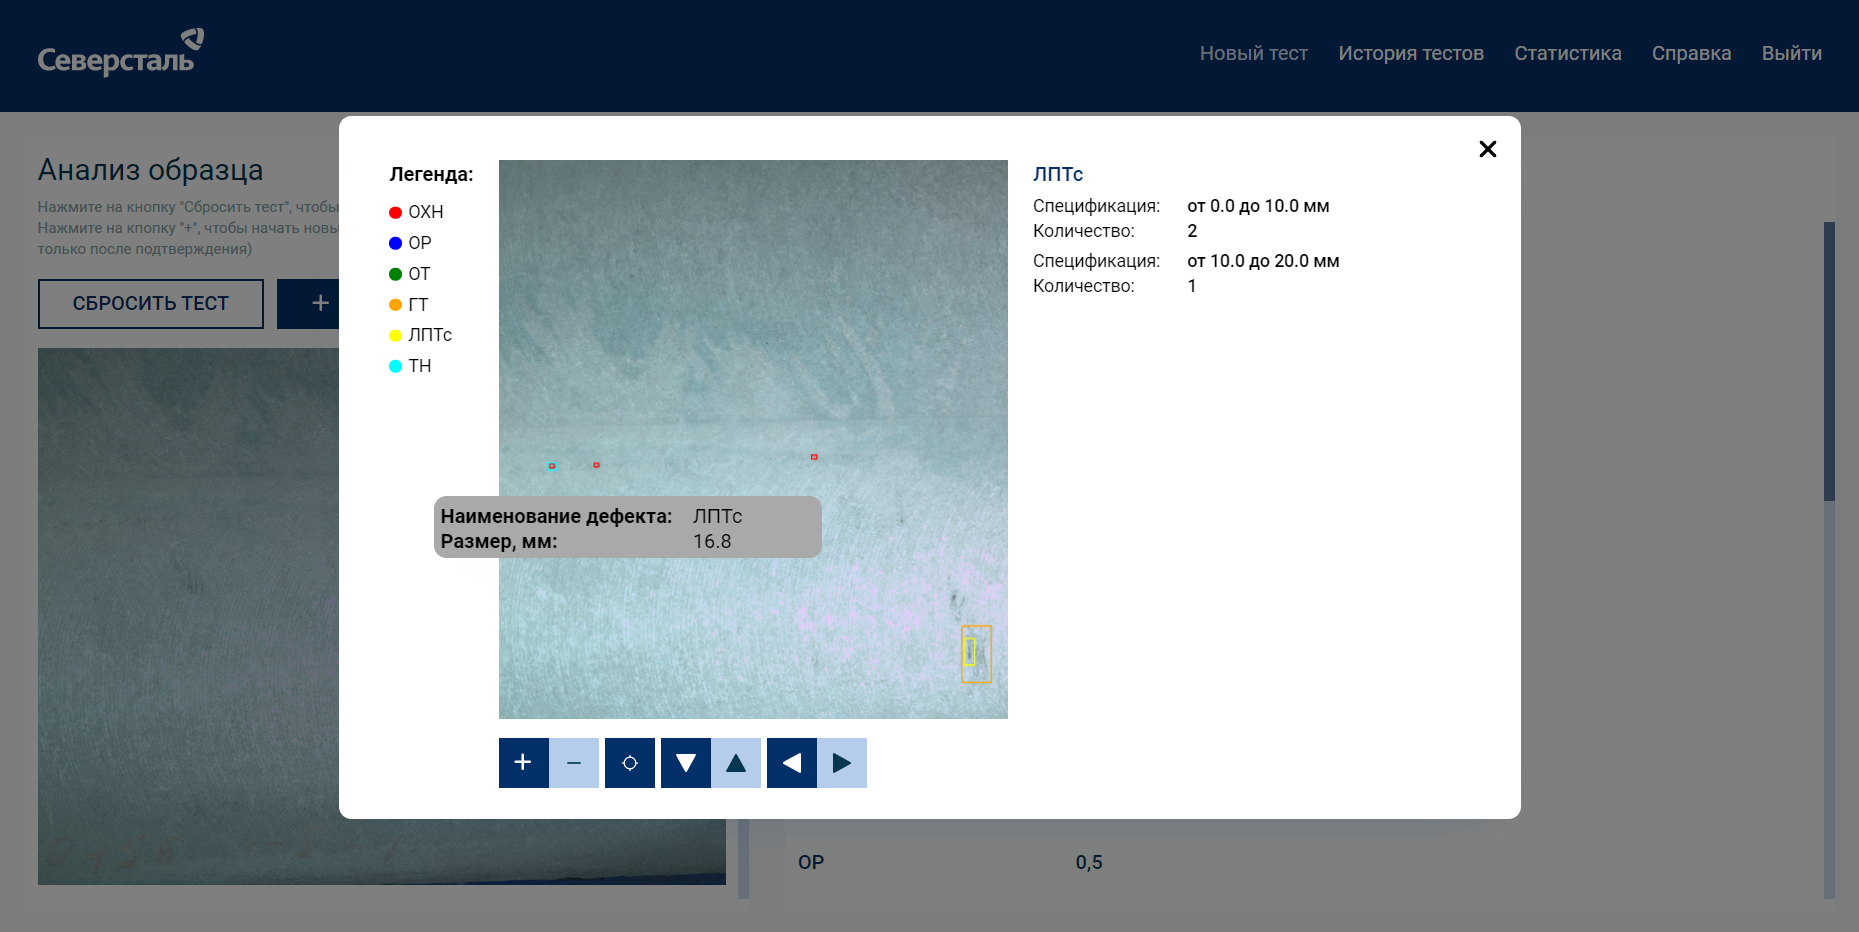 Северсталь
Новый тест
История тестов
Статистика
Справка
Выйти
Анализ образца
Нажмите на кнопку "Сбросить тест", чтобы
Нажмите на кпопку "+", чтобы начать новы
только после подтверждения)
СБРОСИТЬ ТЕСТ
+
Легенда:
ОХН
ОР
ОТ
ГТ
ЛПТс
ТН
Наименование дефекта: ЛПТс
Размер, мм: 16.8
ЛПТс
Спецификация: от 0.0 до 10.0 мм
Количество: 2
Спецификация: от 10.0 до 20.0 мм
Количество: 1
ОР 0,5